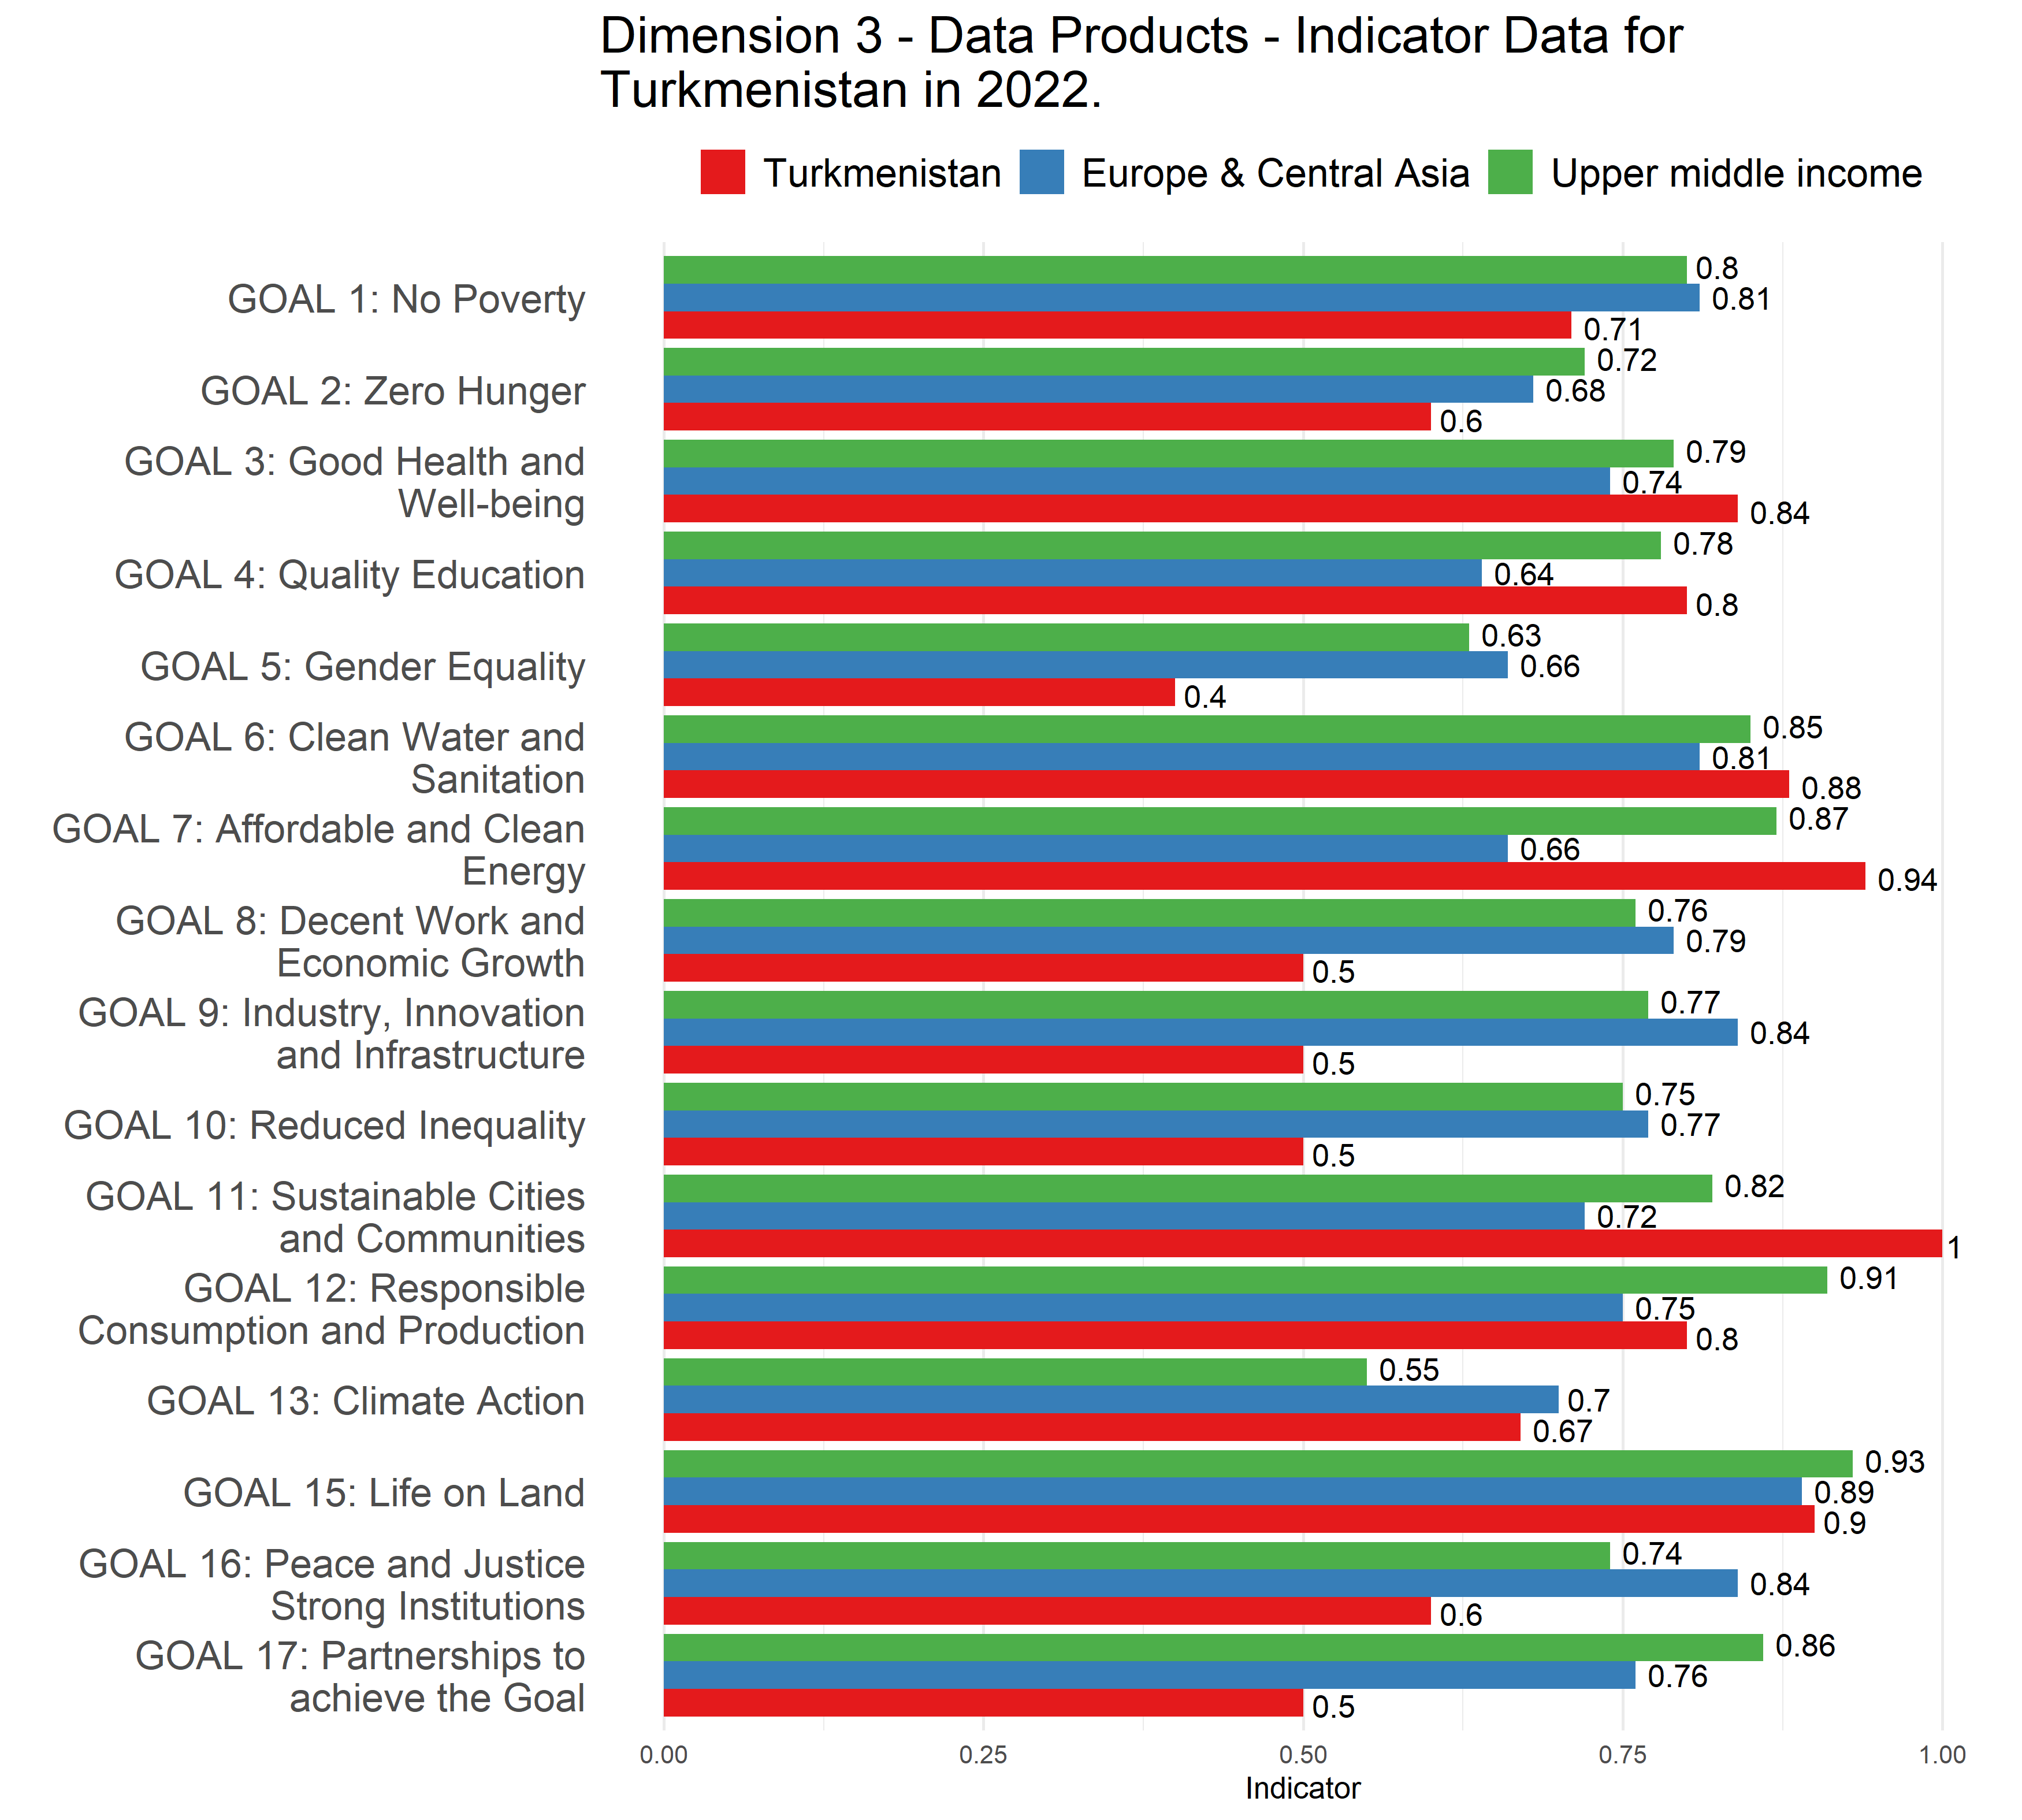 Dimension 3 - Data Products - Indicator Data for
Turkmenistan in 2022.
Turkmenistan
Europe & Central Asia
Upper middle income
GOAL 1: No Poverty
0.8
0.81
0.71
GOAL 2: Zero Hunger
0.72
0.68
0.6
GOAL 3: Good Health and
Well-being
0.79
0.74
0.84
GOAL 4: Quality Education
0.78
0.64
0.8
GOAL 5: Gender Equality
0.63
0.66
0.4
GOAL 6: Clean Water and
Sanitation
0.85
0.81
0.88
GOAL 7: Affordable and Clean
Energy
0.87
0.66
0.94
GOAL 8: Decent Work and
Economic Growth
0.76
0.79
0.5
GOAL 9: Industry, Innovation
and Infrastructure
0.77
0.84
0.5
GOAL 10: Reduced Inequality
0.75
0.77
0.5
GOAL 11: Sustainable Cities
and Communities
0.82
0.72
1
GOAL 12: Responsible
Consumption and Production
0.91
0.75
0.8
GOAL 13: Climate Action
0.55
0.7
0.67
GOAL 15: Life on Land
0.93
0.89
0.9
GOAL 16: Peace and Justice
Strong Institutions
0.74
0.84
0.6
GOAL 17: Partnerships to
achieve the Goal
0.86
0.76
0.5
0.00 0.25 0.50 0.75 1.00
Indicator